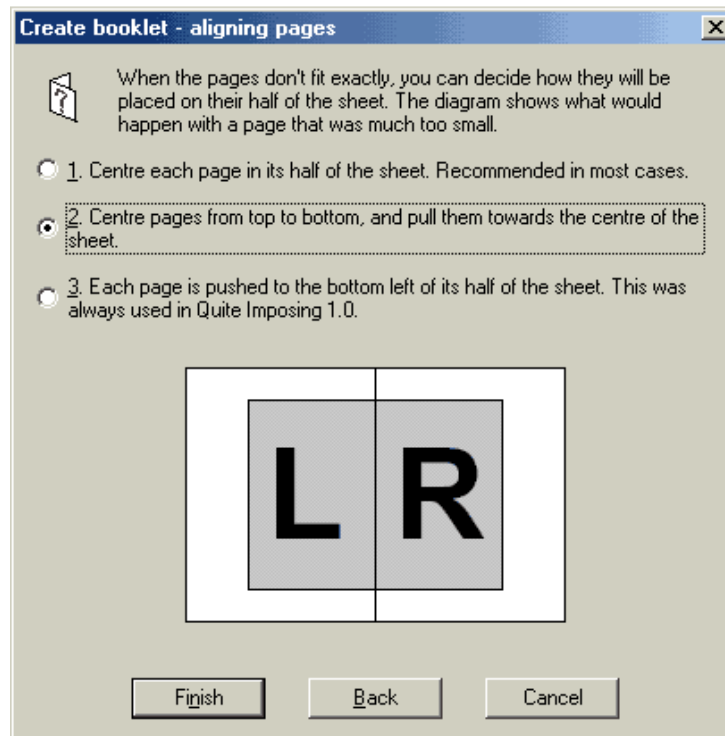 Create booklet - aligning pages
When the pages don't fit exactly, you can decide how they will be
placed on their half of the sheet. The diagram shows what would
happen with a page that was much too small.
1. Centre each page in its half of the sheet. Recommended in most cases.
2. Centre pages from top to bottom, and pull them towards the centre of the
sheet.
3. Each page is pushed to the bottom left of its half of the sheet. This was
always used in Quite Imposing 1.0.
L R
Finish Back Cancel